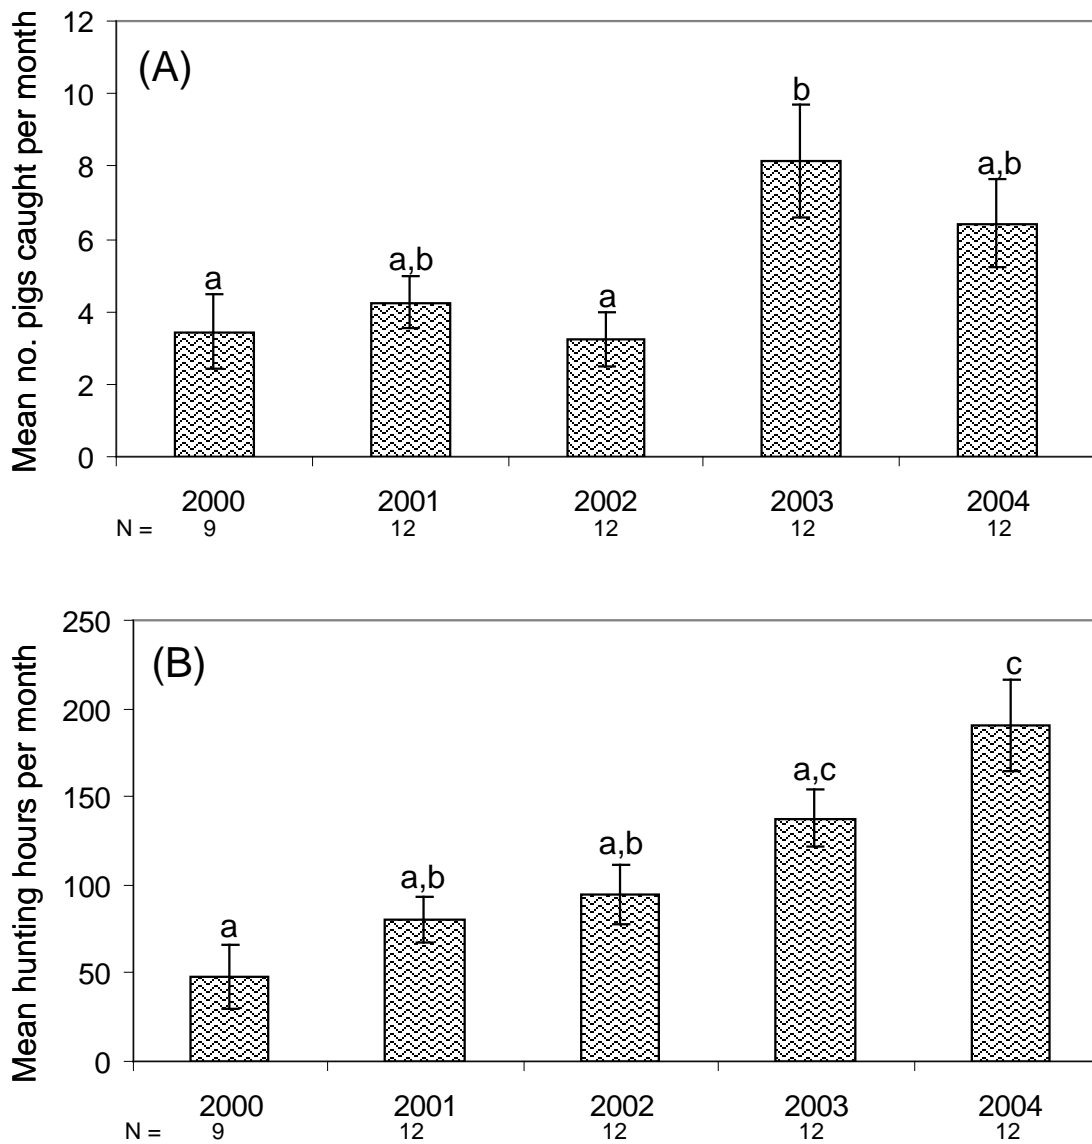 Mean no. pigs caught per month
12
10
8
6
4
2
0
(A)
a
a,b
a
b
a,b
2000 2001 2002 2003 2004
N = 9 12 12 12 12
Mean hunting hours per month
250
200
150
100
50
0
(B)
a
a,b
a,b
a,c
c
2000 2001 2002 2003 2004
N = 9 12 12 12 12